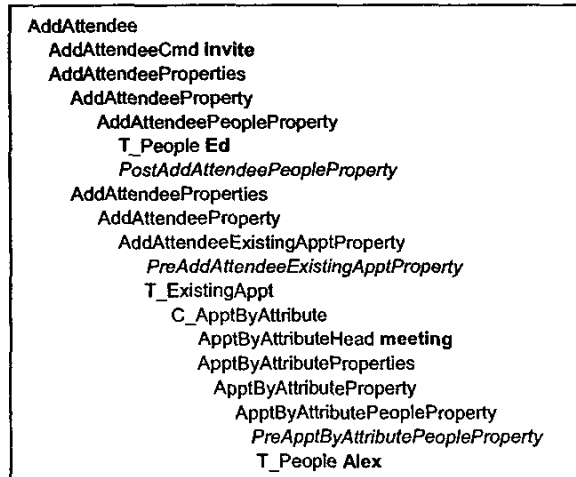 AddAttendee
AddAttendeeCmd invite
AddAttendeeProperties
AddAttendeeProperty
AddAttendeePeopleProperty
T_People Ed
PostAddAttendeePeopleProperty
AddAttendeeProperties
AddAttendeeProperty
AddAttendeeExistingApptProperty
PreAddAttendeeExistingApptProperty
T_ExistingAppt
C_ApptByAttribute
ApptByAttributeHead meeting
ApptByAttributeProperties
ApptByAttributeProperty
ApptByAttributePeopleProperty
PreApptByAttributePeopleProperty
T_People Alex